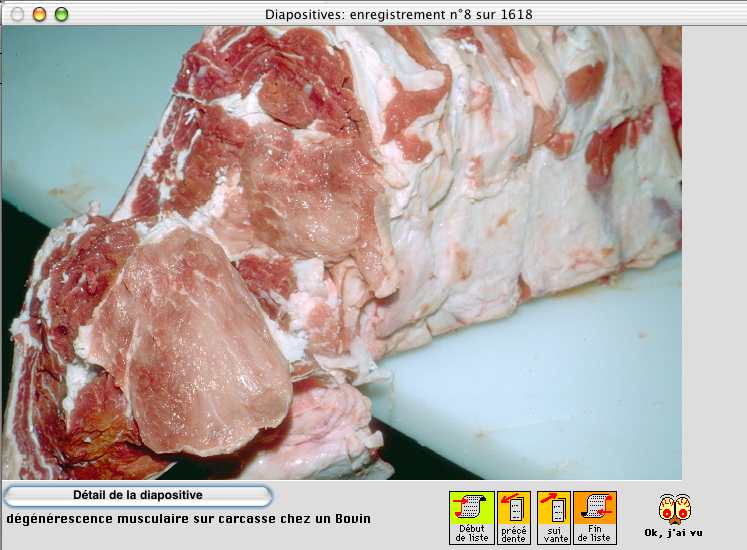 Diapositives: enregistrement n°8 sur 1618
Détail de la diapositive
dégénérescence musculaire sur carcasse chez un Bovin
Début
de liste
précé
dente
sui
vante
Fin
de liste
Ok, j'ai vu